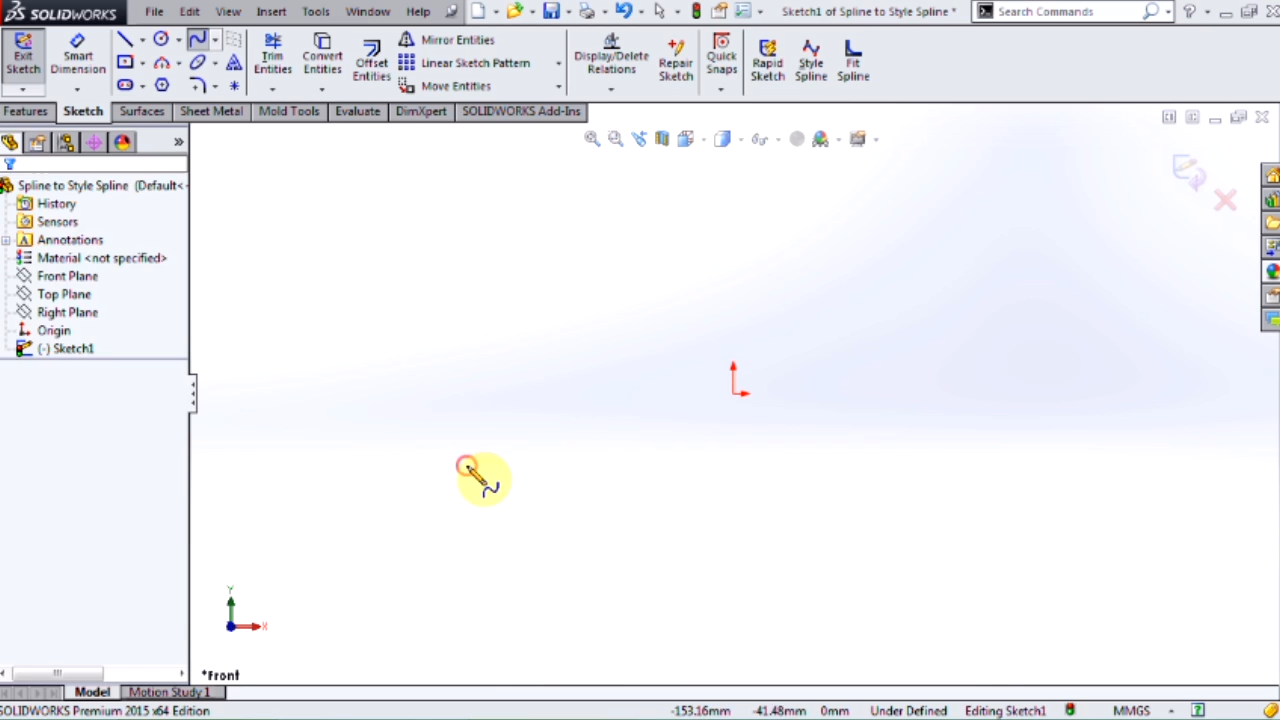 SOLIDWORKS File Edit View Insert Tools Window Help Sketch1 of Spline to Style Spline * Search Commands
Exit Sketch
Smart Dimension
Trim Entities
Convert Entities
Offset Entities
Mirror Entities
Linear Sketch Pattern
Move Entities
Display/Delete Relations
Repair Sketch
Quick Snaps
Rapid Sketch
Style Spline
Fit Spline
Features Sketch Surfaces Sheet Metal Mold Tools Evaluate DimXpert SOLIDWORKS Add-Ins
Spline to Style Spline (Default<
History
Sensors
A Annotations
Material <not specified>
Front Plane
Top Plane
Right Plane
Origin
(-) Sketch1
Y
X
*Front
Model Motion Study 1
SOLIDWORKS Premium 2015 x64 Edition -153.16mm -41.48mm 0mm Under Defined Editing Sketch1 MMGS ?